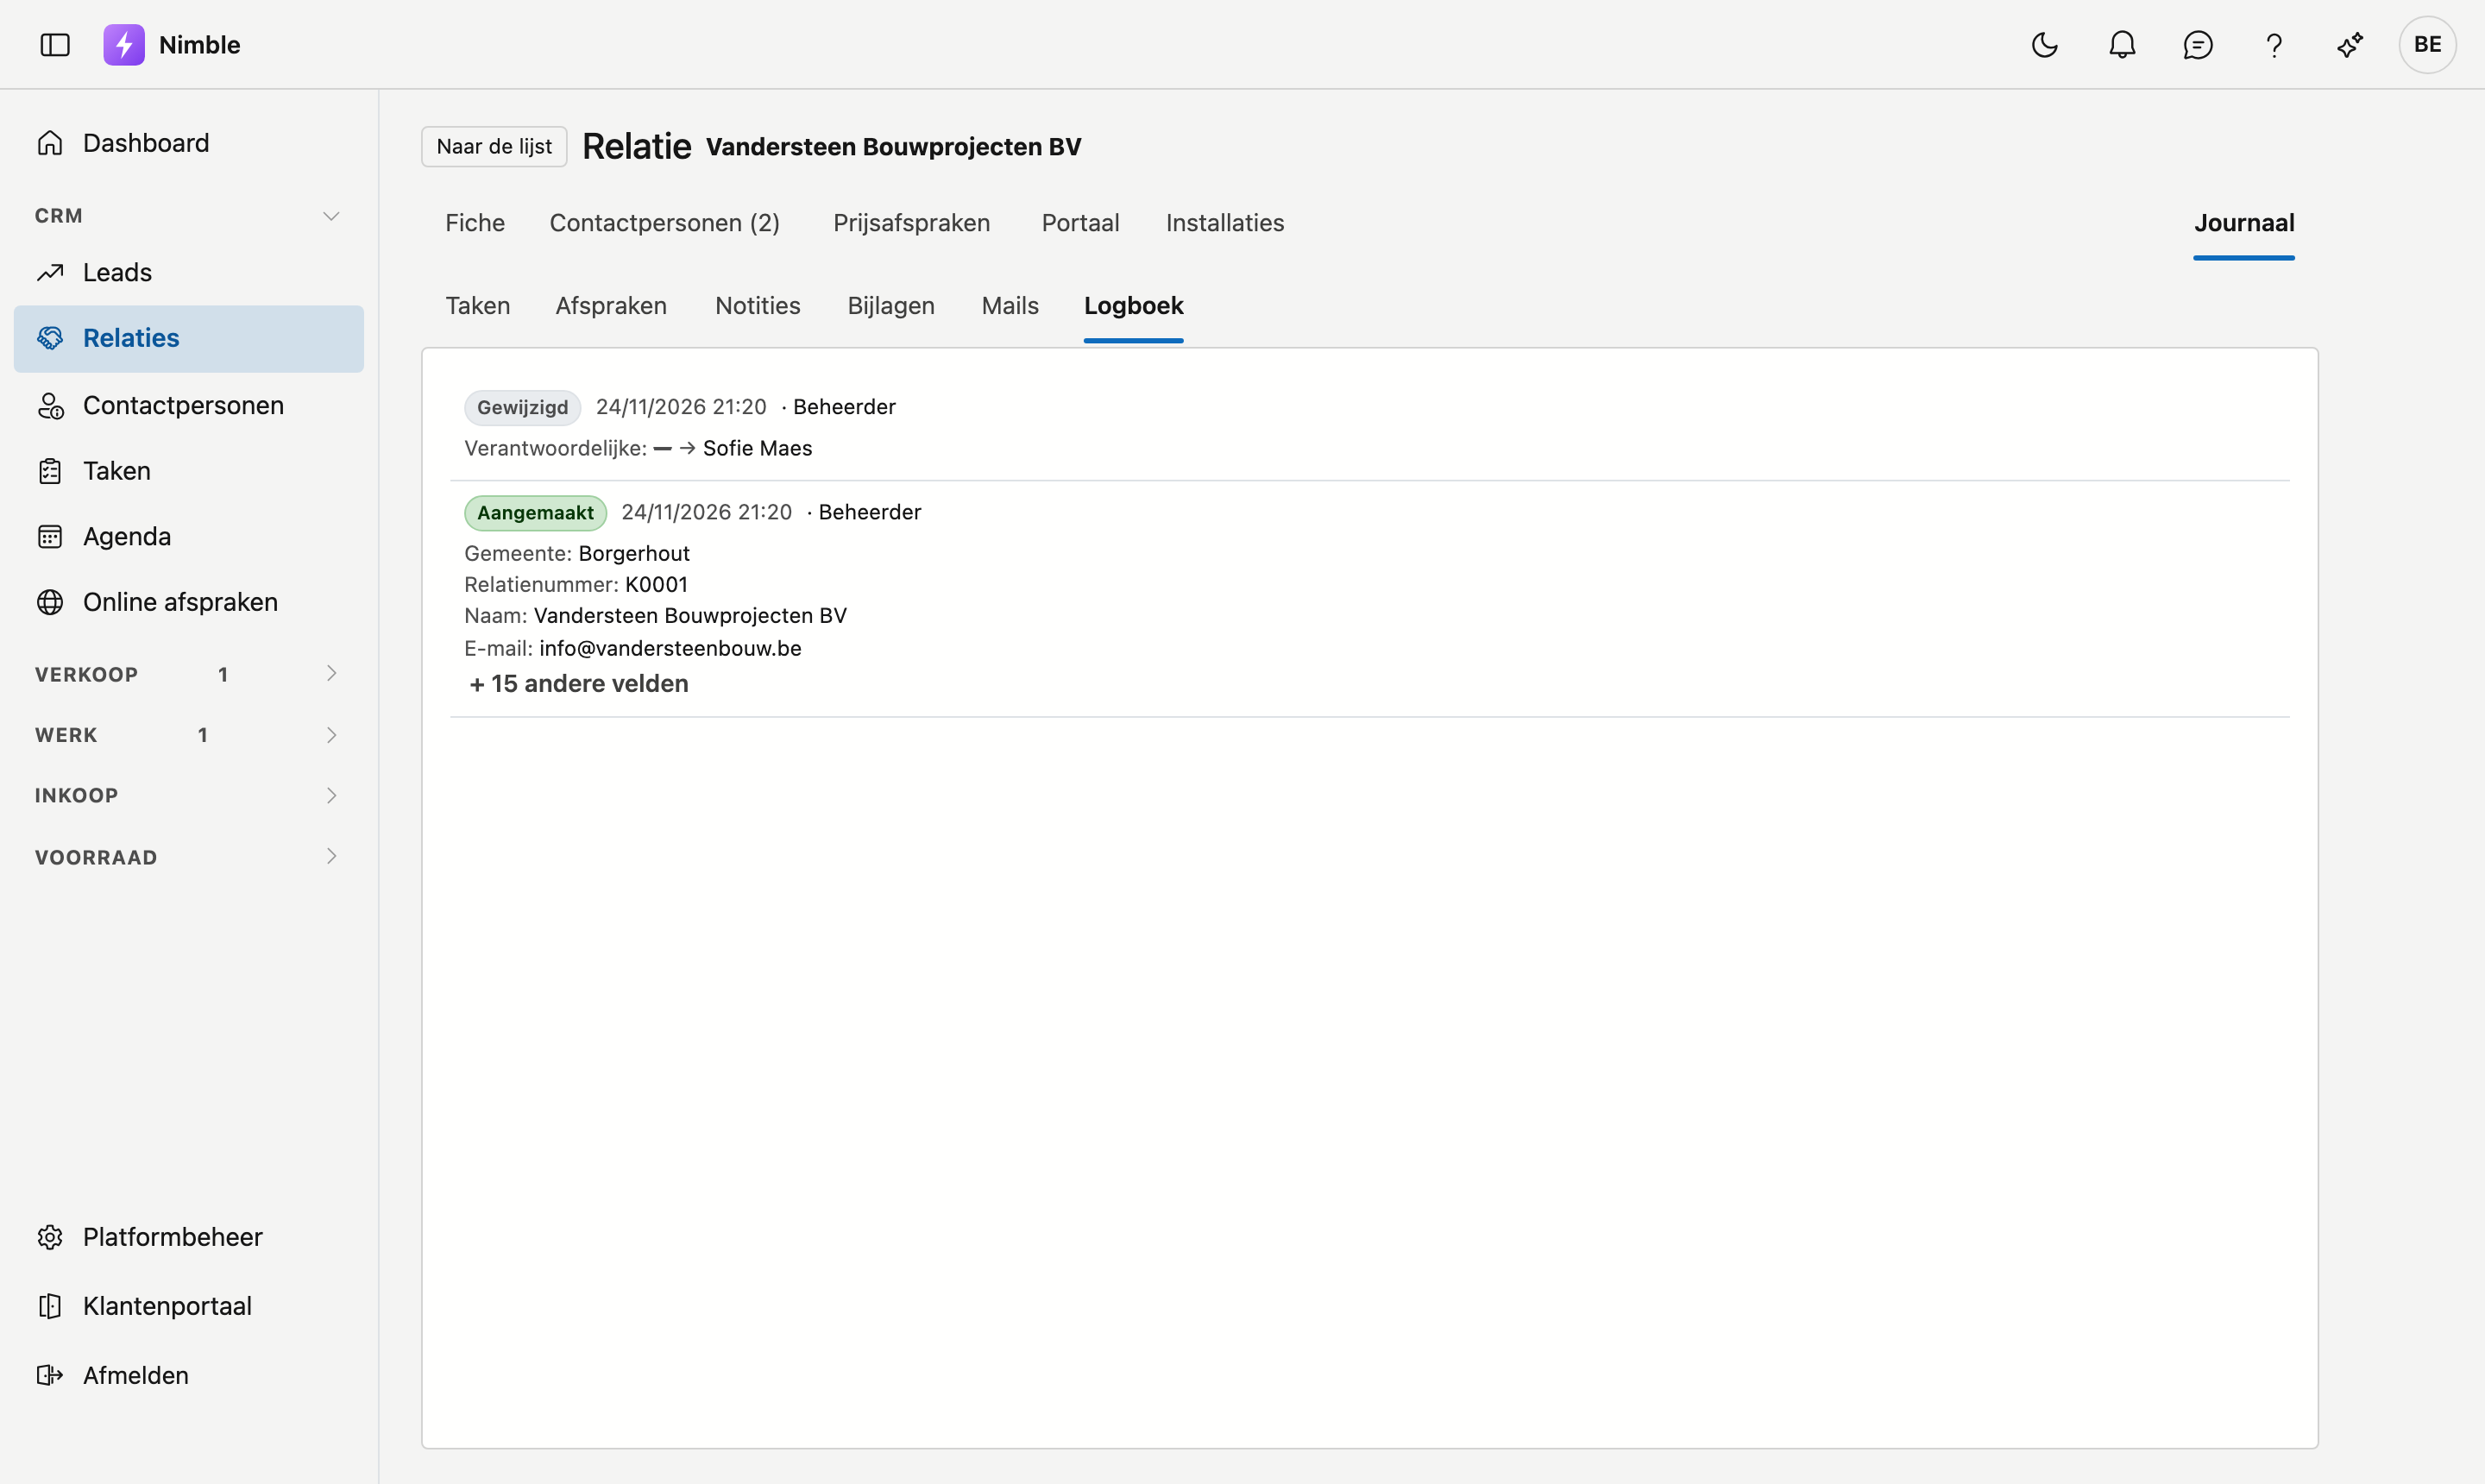 Nimble
BE
Dashboard
CRM
Leads
Relaties
Contactpersonen
Taken
Agenda
Online afspraken
VERKOOP 1
WERK 1
INKOOP
VOORRAAD
Platformbeheer
Klantenportaal
Afmelden
Naar de lijst Relatie Vandersteen Bouwprojecten BV
Fiche Contactpersonen (2) Prijsafspraken Portaal Installaties Journaal
Taken Afspraken Notities Bijlagen Mails Logboek
Gewijzigd 24/11/2026 21:20 · Beheerder
Verantwoordelijke: — → Sofie Maes
Aangemaakt 24/11/2026 21:20 · Beheerder
Gemeente: Borgerhout
Relatienummer: K0001
Naam: Vandersteen Bouwprojecten BV
E-mail: info@vandersteenbouw.be
+ 15 andere velden